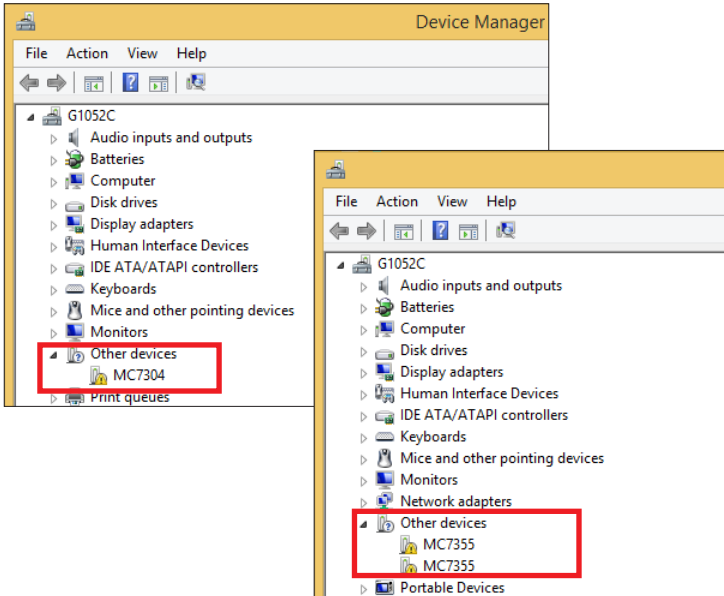 Device Manager
File Action View Help
G1052C
Audio inputs and outputs
Batteries
Computer
Disk drives
Display adapters
Human Interface Devices
IDE ATA/ATAPI controllers
Keyboards
Mice and other pointing devices
Monitors
Other devices
MC7304
Print queues
File Action View Help
G1052C
Audio inputs and outputs
Batteries
Computer
Disk drives
Display adapters
Human Interface Devices
IDE ATA/ATAPI controllers
Keyboards
Mice and other pointing devices
Monitors
Network adapters
Other devices
MC7355
MC7355
Portable Devices